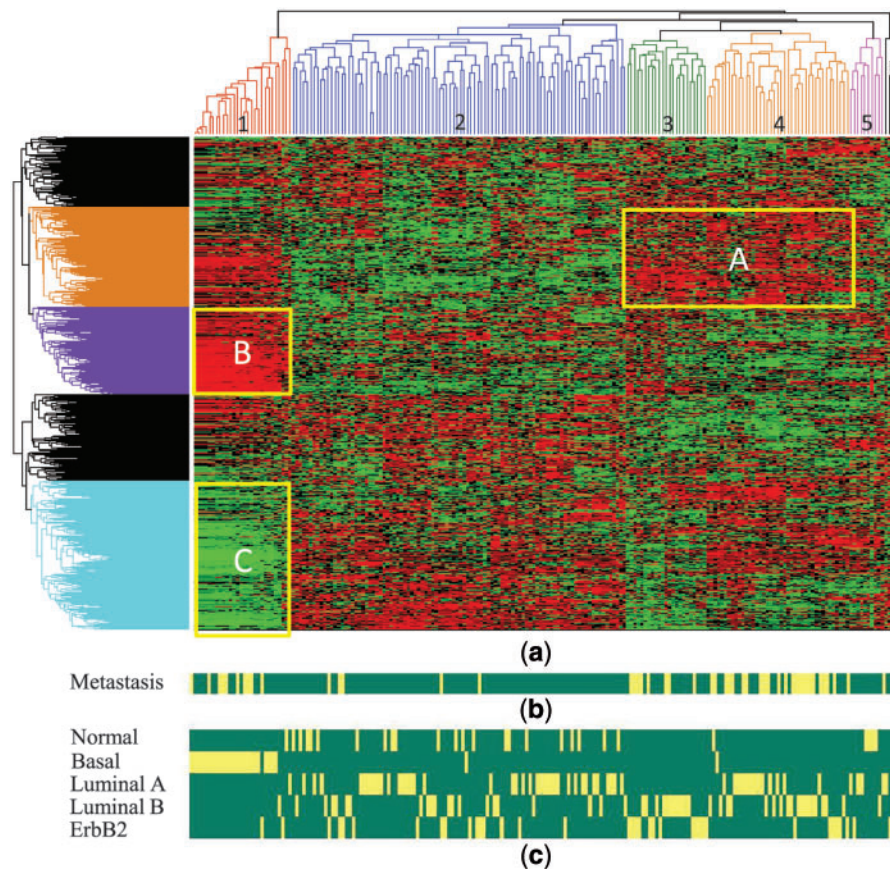 1 2 3 4 5
A
B
C
(a)
Metastasis
(b)
Normal
Basal
Luminal A
Luminal B
ErbB2
(c)